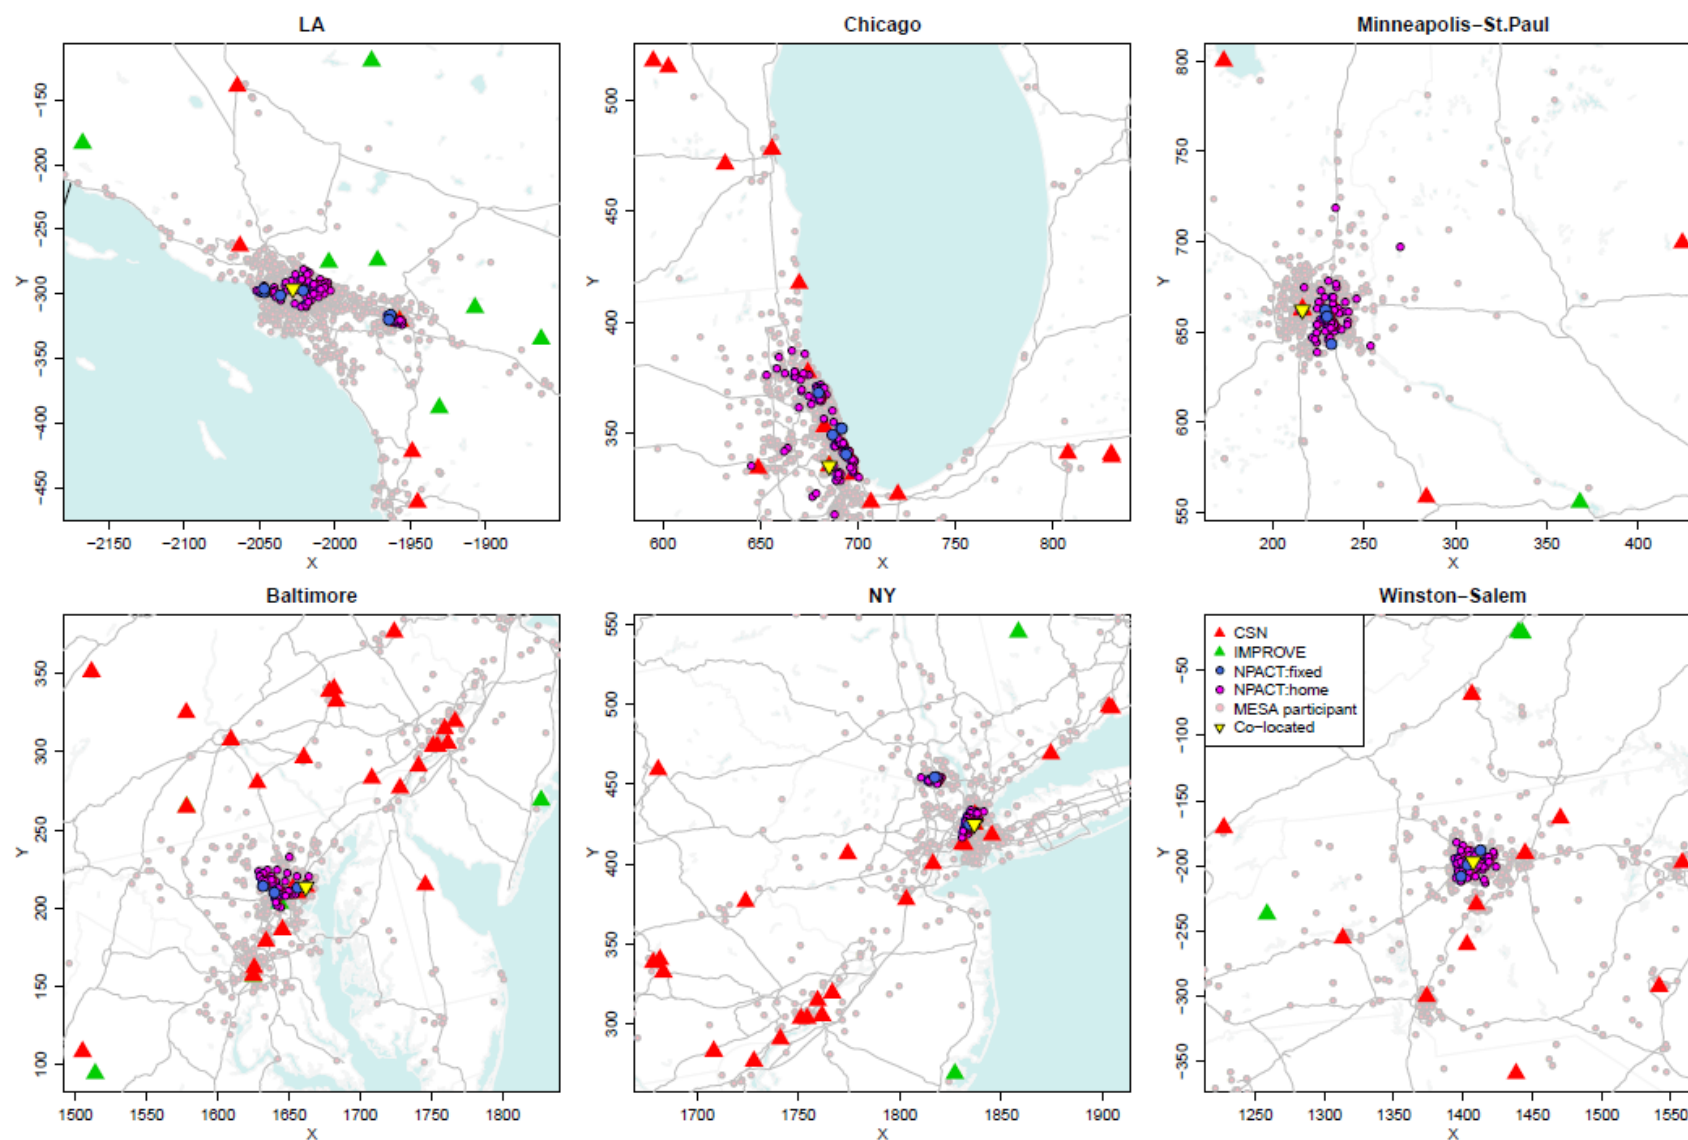 LA
Chicago
Minneapolis−St.Paul
Y
−450 −400 −350 −300 −250 −200 −150
−2150 −2100 −2050 −2000 −1950 −1900
X
Y
350 400 450 500
600 650 700 750 800
X
Y
550 600 650 700 750 800
200 250 300 350 400
X
Baltimore
NY
Winston−Salem
Y
100 150 200 250 300 350
1500 1550 1600 1650 1700 1750 1800
X
Y
300 350 400 450 500 550
1700 1750 1800 1850 1900
X
CSN
IMPROVE
NPACT:fixed
NPACT:home
MESA participant
Co−located
Y
−350 −300 −250 −200 −150 −100 −50
1250 1300 1350 1400 1450 1500 1550
X